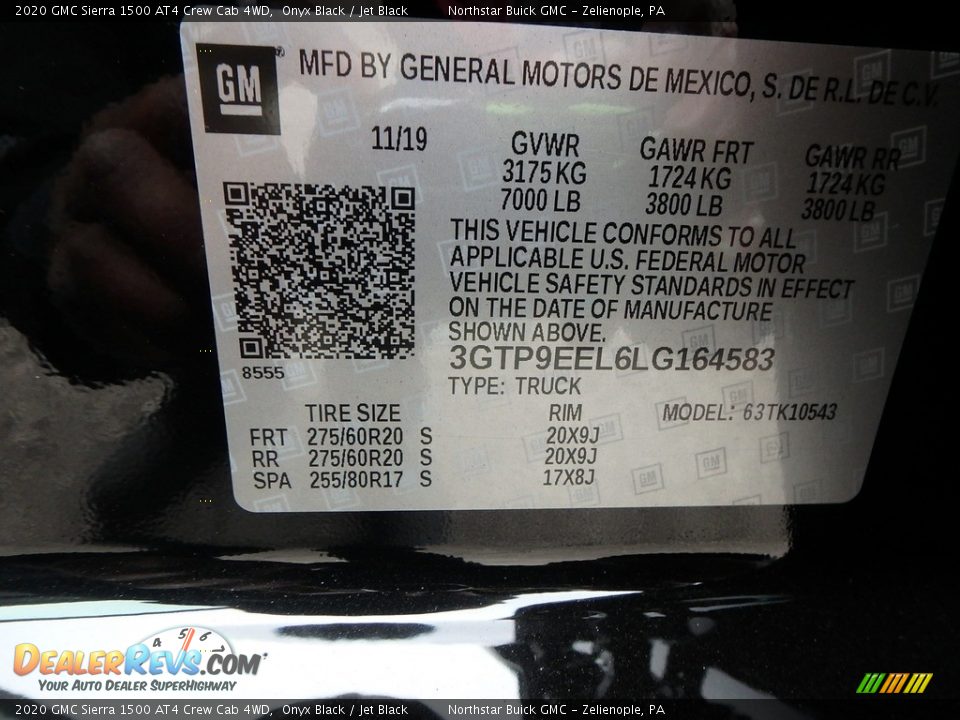 2020 GMC Sierra 1500 AT4 Crew Cab 4WD, Onyx Black / Jet Black Northstar Buick GMC - Zelienople, PA
GM MFD BY GENERAL MOTORS DE MEXICO, S. DE R.L. DE C.V.
11/19 GVWR GAWR FRT GAWR RR
3175 KG 1724 KG 1724 KG
7000 LB 3800 LB 3800 LB
THIS VEHICLE CONFORMS TO ALL
APPLICABLE U.S. FEDERAL MOTOR
VEHICLE SAFETY STANDARDS IN EFFECT
ON THE DATE OF MANUFACTURE
SHOWN ABOVE.
8555 3GTP9EEL6LG164583
TYPE: TRUCK
TIRE SIZE RIM MODEL: 63TK10543
FRT 275/60R20 S 20X9J
RR 275/60R20 S 20X9J
SPA 255/80R17 S 17X8J
4 5 6
DEALERREVS.COM
YOUR AUTO DEALER SUPERHIGHWAY
2020 GMC Sierra 1500 AT4 Crew Cab 4WD, Onyx Black / Jet Black Northstar Buick GMC - Zelienople, PA